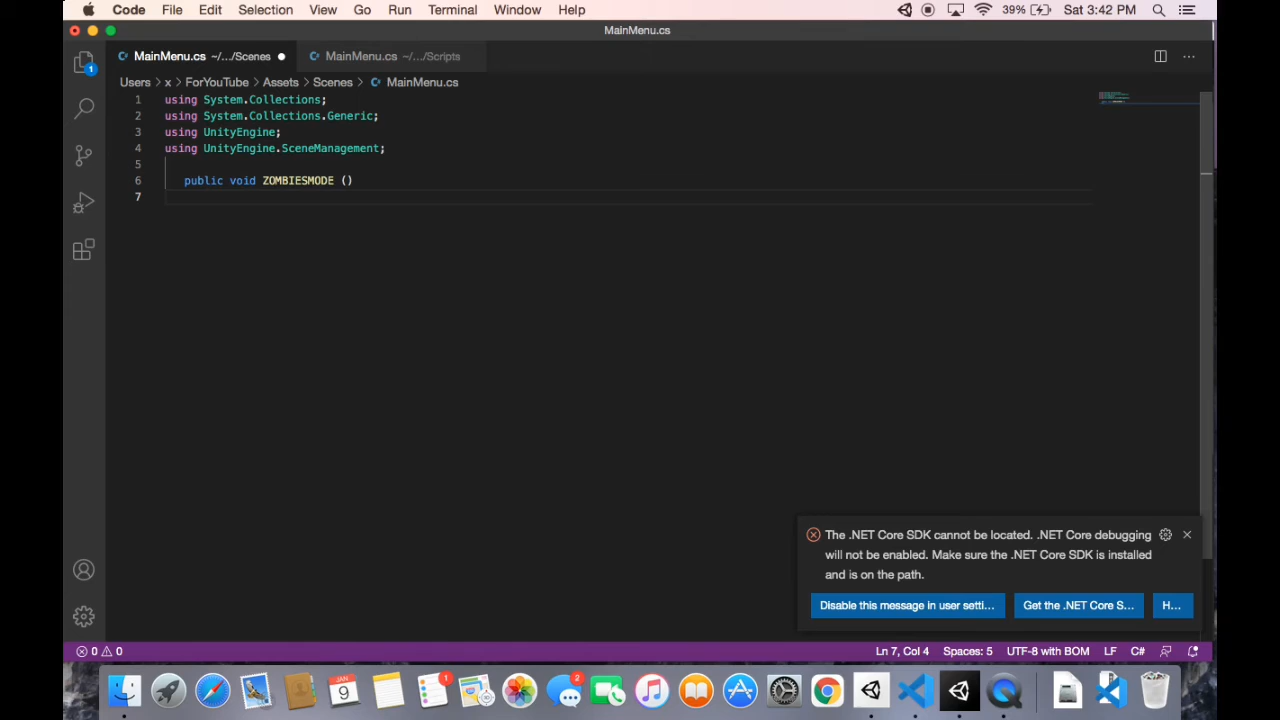 Code File Edit Selection View Go Run Terminal Window Help 39% Sat 3:42 PM
MainMenu.cs
MainMenu.cs ~/.../Scenes MainMenu.cs ~/.../Scripts
1
Users > x > ForYouTube > Assets > Scenes > MainMenu.cs
1 using System.Collections;
2 using System.Collections.Generic;
3 using UnityEngine;
4 using UnityEngine.SceneManagement;
5
6 public void ZOMBIESMODE ()
7
The .NET Core SDK cannot be located. .NET Core debugging
will not be enabled. Make sure the .NET Core SDK is installed
and is on the path.
Disable this message in user setti... Get the .NET Core S... H...
0 0 Ln 7, Col 4 Spaces: 5 UTF-8 with BOM LF C#
9 1 2